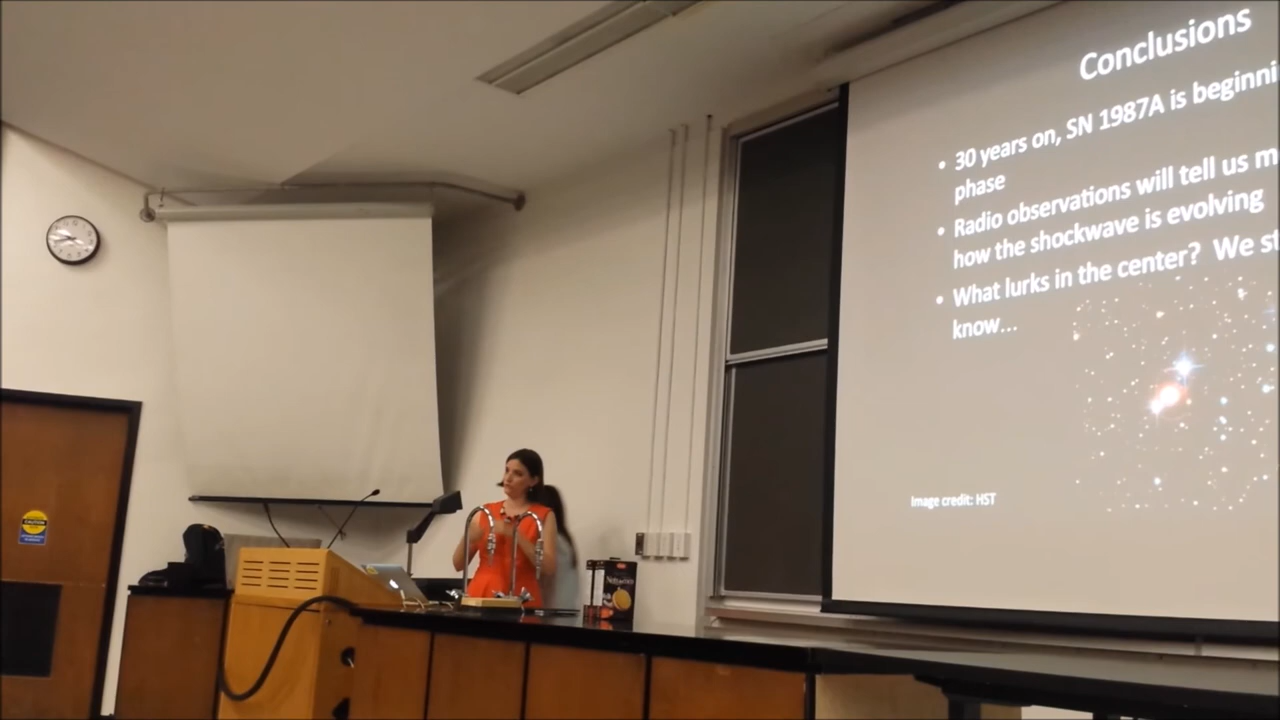 Conclusions
• 30 years on, SN 1987A is beginni
phase
• Radio observations will tell us m
how the shockwave is evolving
• What lurks in the center? We st
know...
Image credit: HST
CAUTION